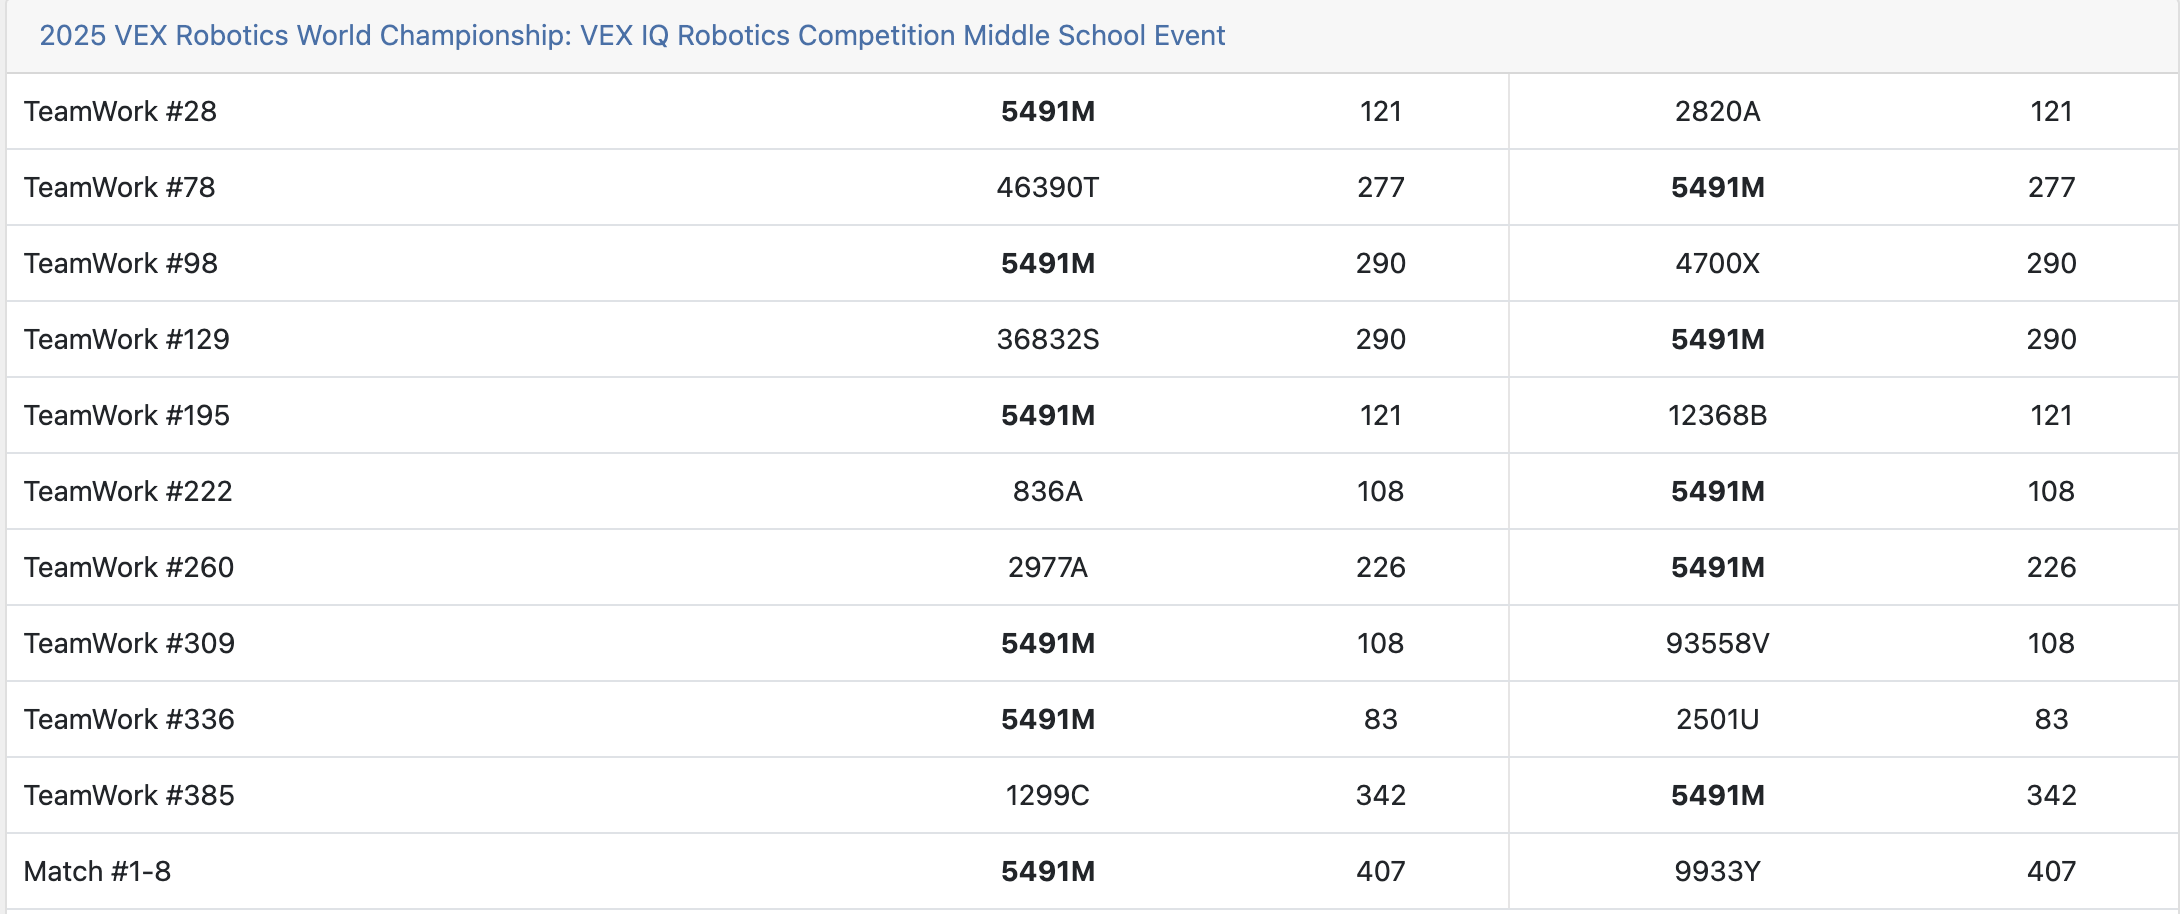 2025 VEX Robotics World Championship: VEX IQ Robotics Competition Middle School Event
TeamWork #28 5491M 121 2820A 121
TeamWork #78 46390T 277 5491M 277
TeamWork #98 5491M 290 4700X 290
TeamWork #129 36832S 290 5491M 290
TeamWork #195 5491M 121 12368B 121
TeamWork #222 836A 108 5491M 108
TeamWork #260 2977A 226 5491M 226
TeamWork #309 5491M 108 93558V 108
TeamWork #336 5491M 83 2501U 83
TeamWork #385 1299C 342 5491M 342
Match #1-8 5491M 407 9933Y 407